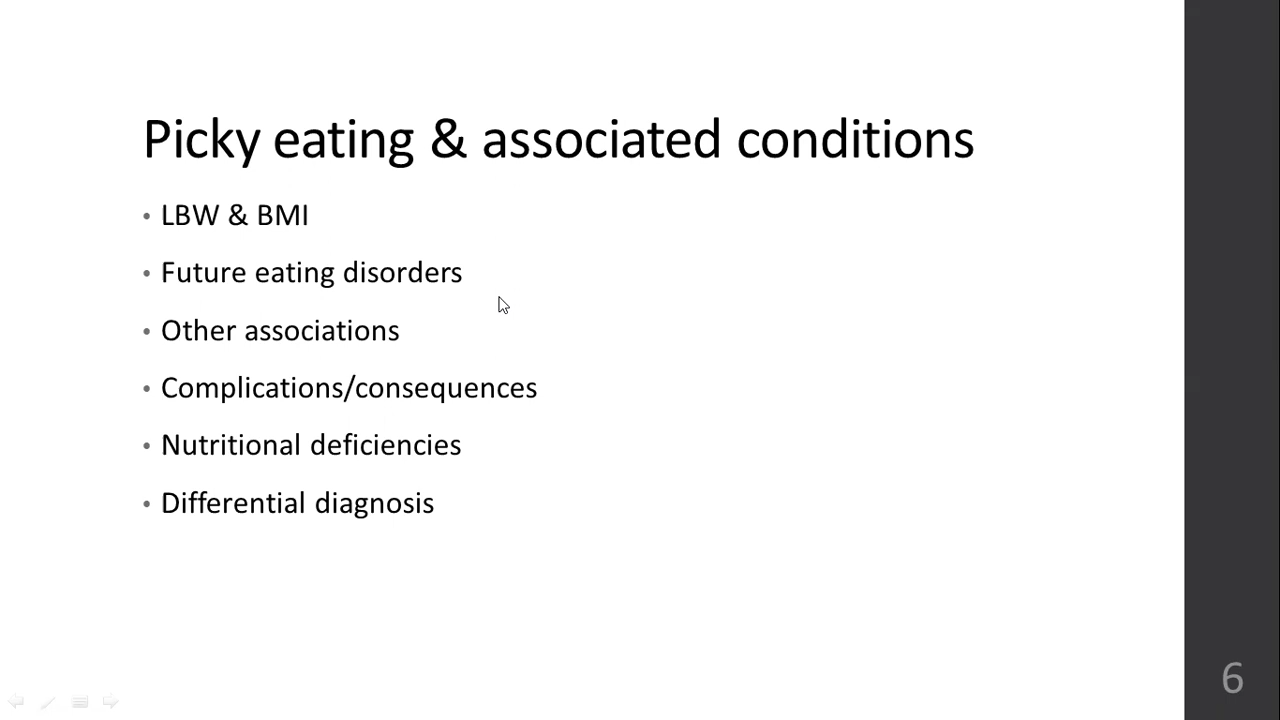 Picky eating & associated conditions
• LBW & BMI
• Future eating disorders
• Other associations
• Complications/consequences
• Nutritional deficiencies
• Differential diagnosis
6